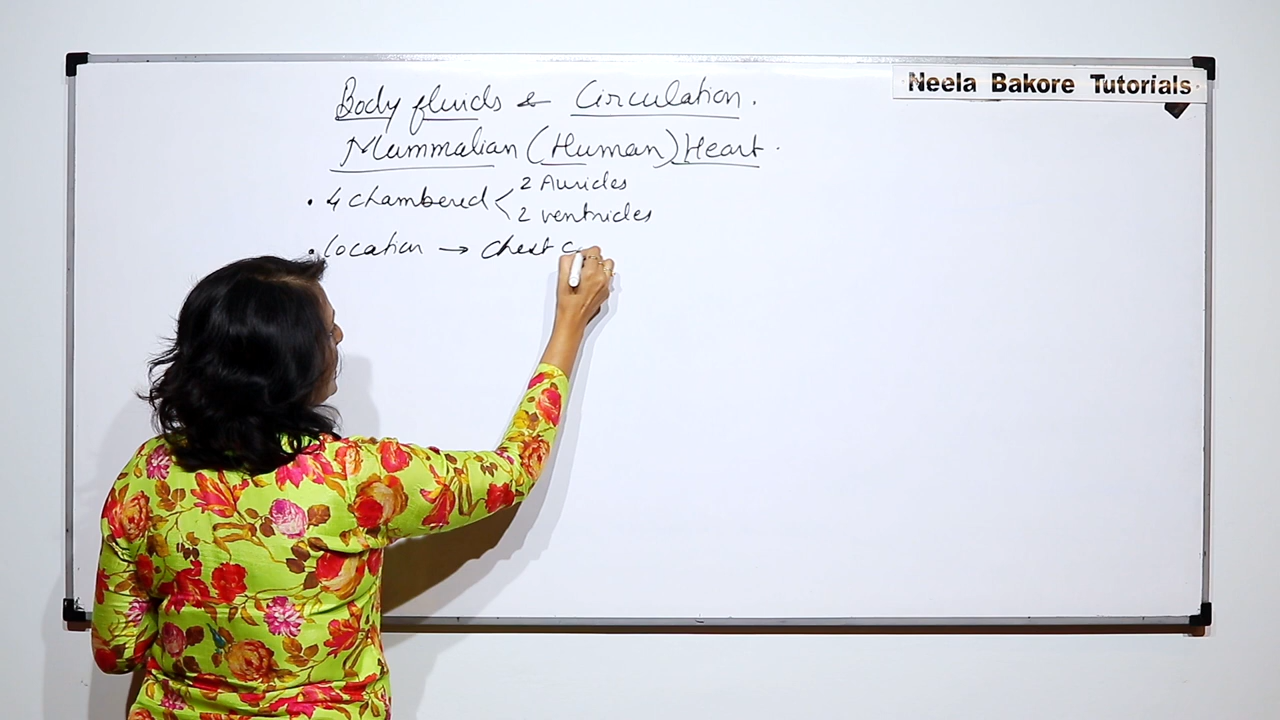 Neela Bakore Tutorials
Body fluids & Circulation.
Mammalian (Human) Heart.
• 4 chambered < 2 Auricles
2 ventricles
• location → chest c